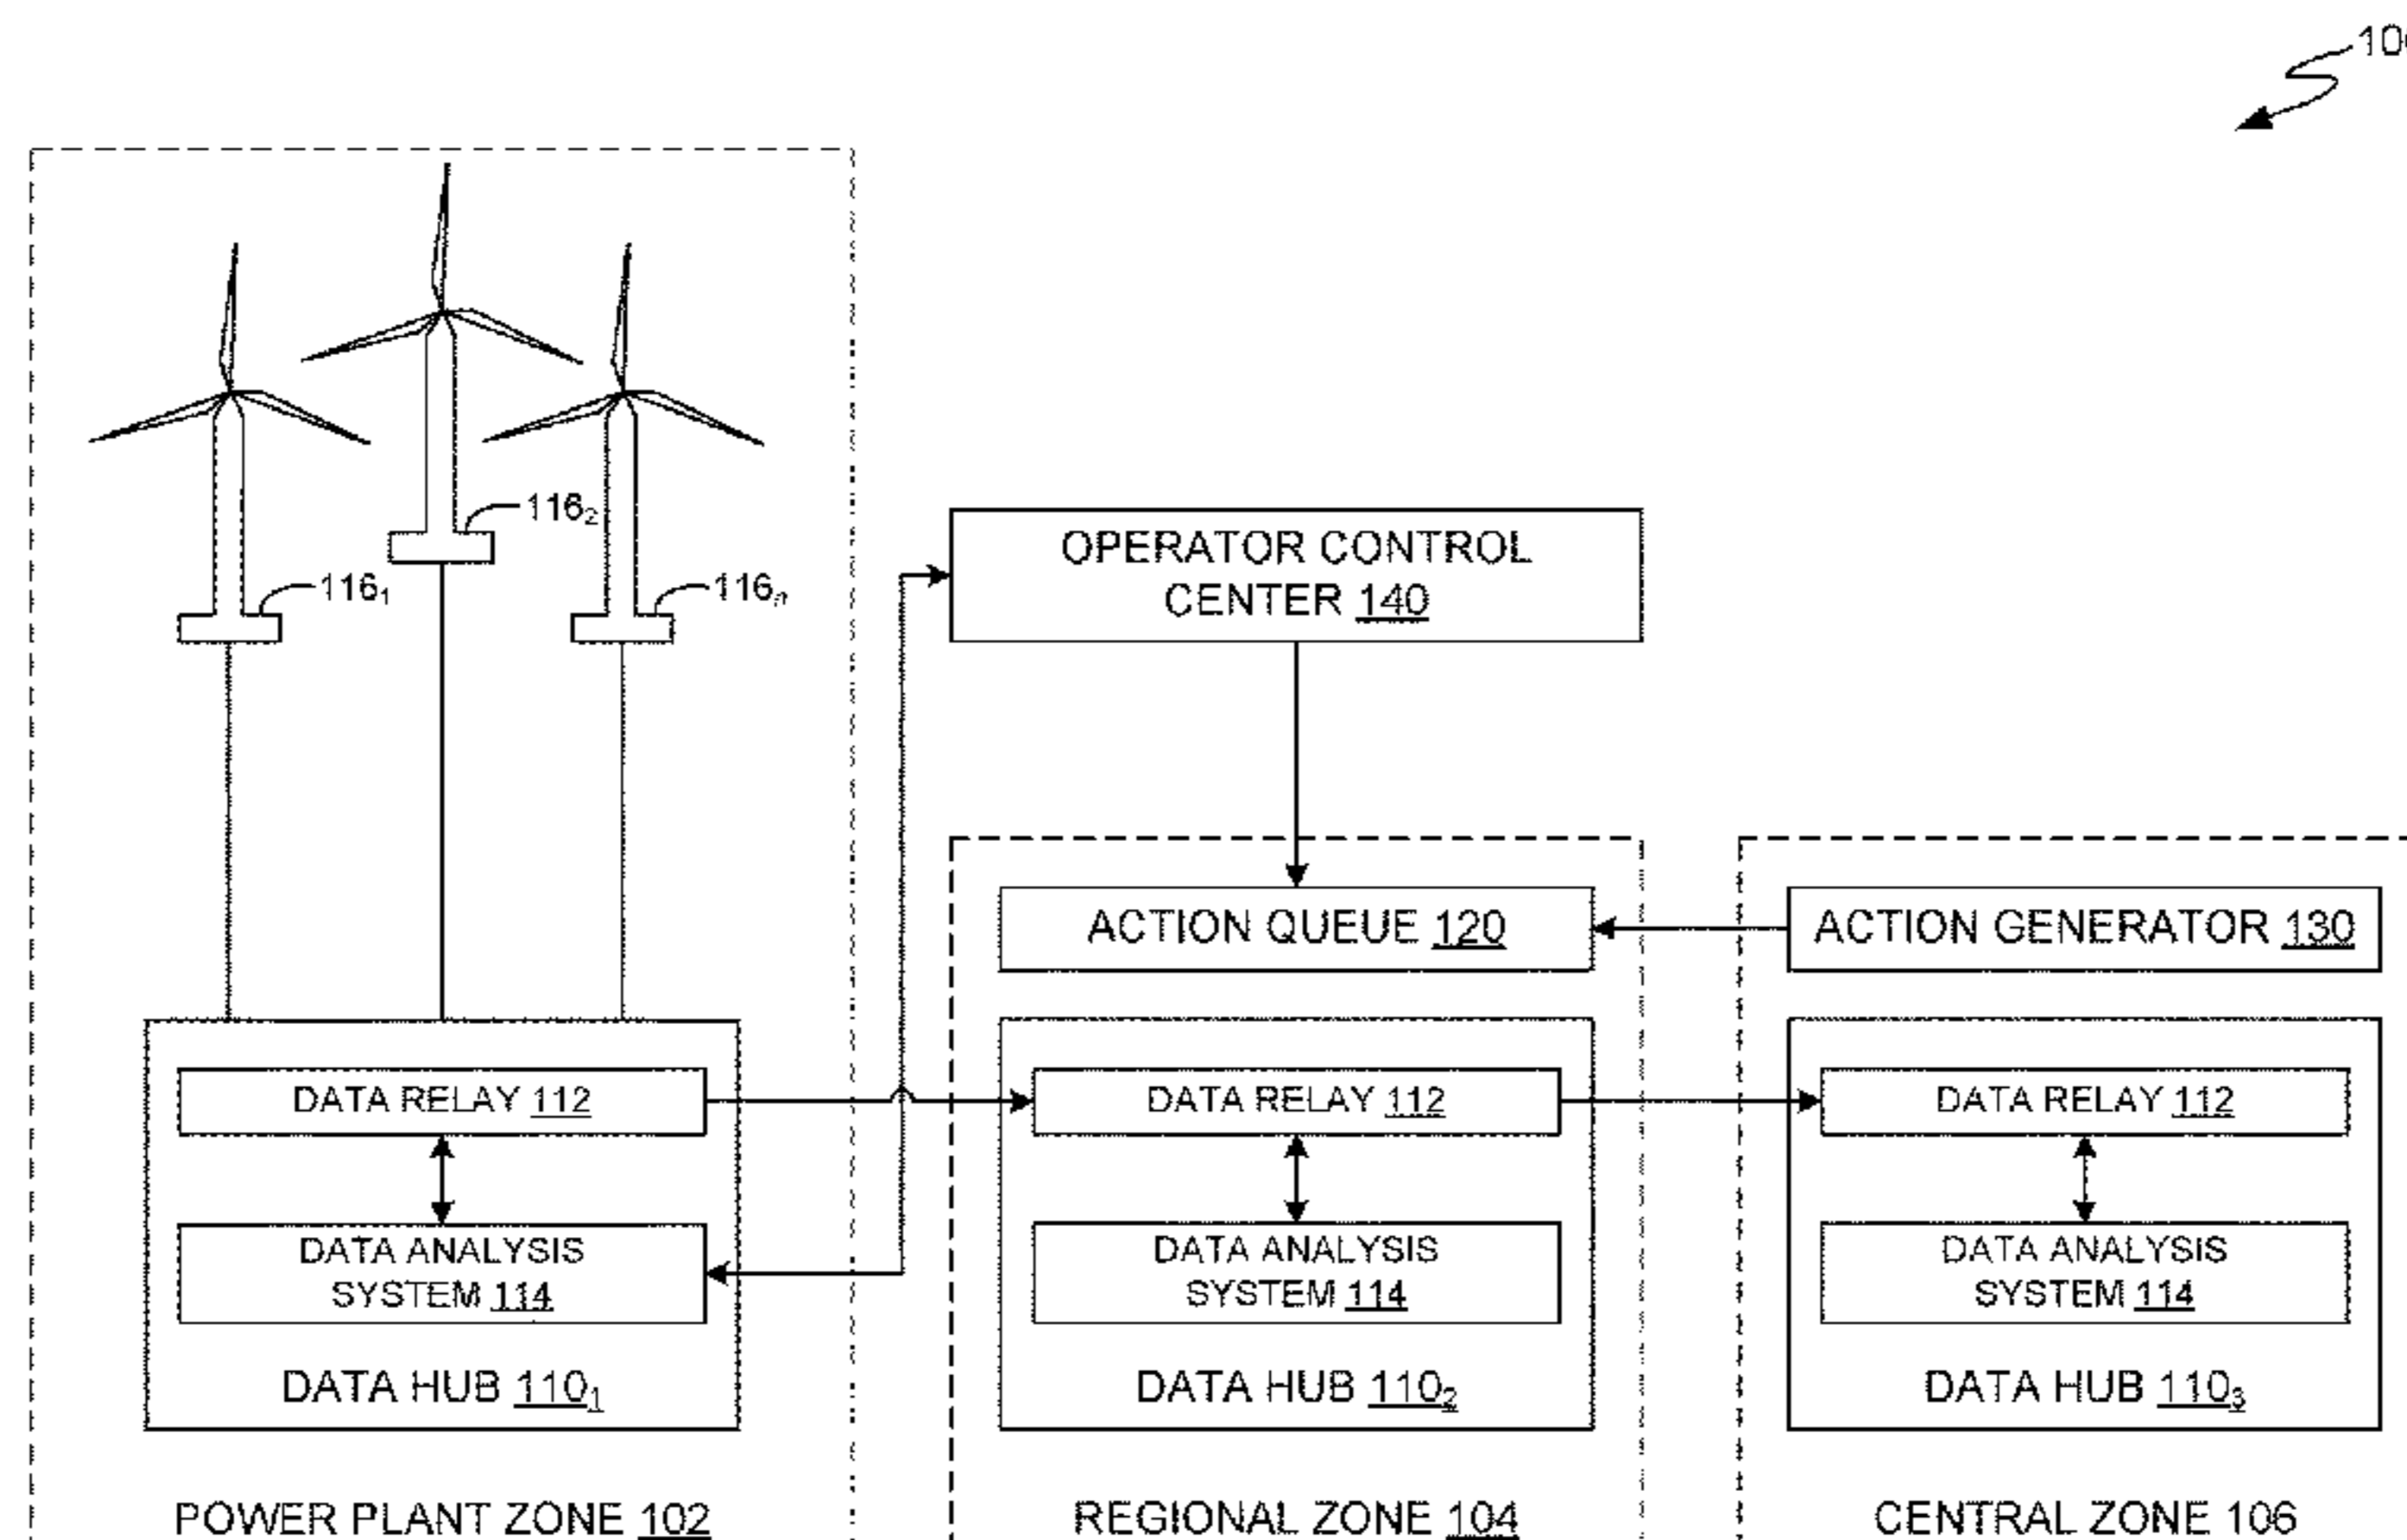 116₂
116₁
116ₙ
OPERATOR CONTROL
CENTER 140
ACTION QUEUE 120
ACTION GENERATOR 130
DATA RELAY 112
DATA RELAY 112
DATA RELAY 112
DATA ANALYSIS
SYSTEM 114
DATA ANALYSIS
SYSTEM 114
DATA ANALYSIS
SYSTEM 114
DATA HUB 110₁
DATA HUB 110₂
DATA HUB 110₃
POWER PLANT ZONE 102
REGIONAL ZONE 104
CENTRAL ZONE 106